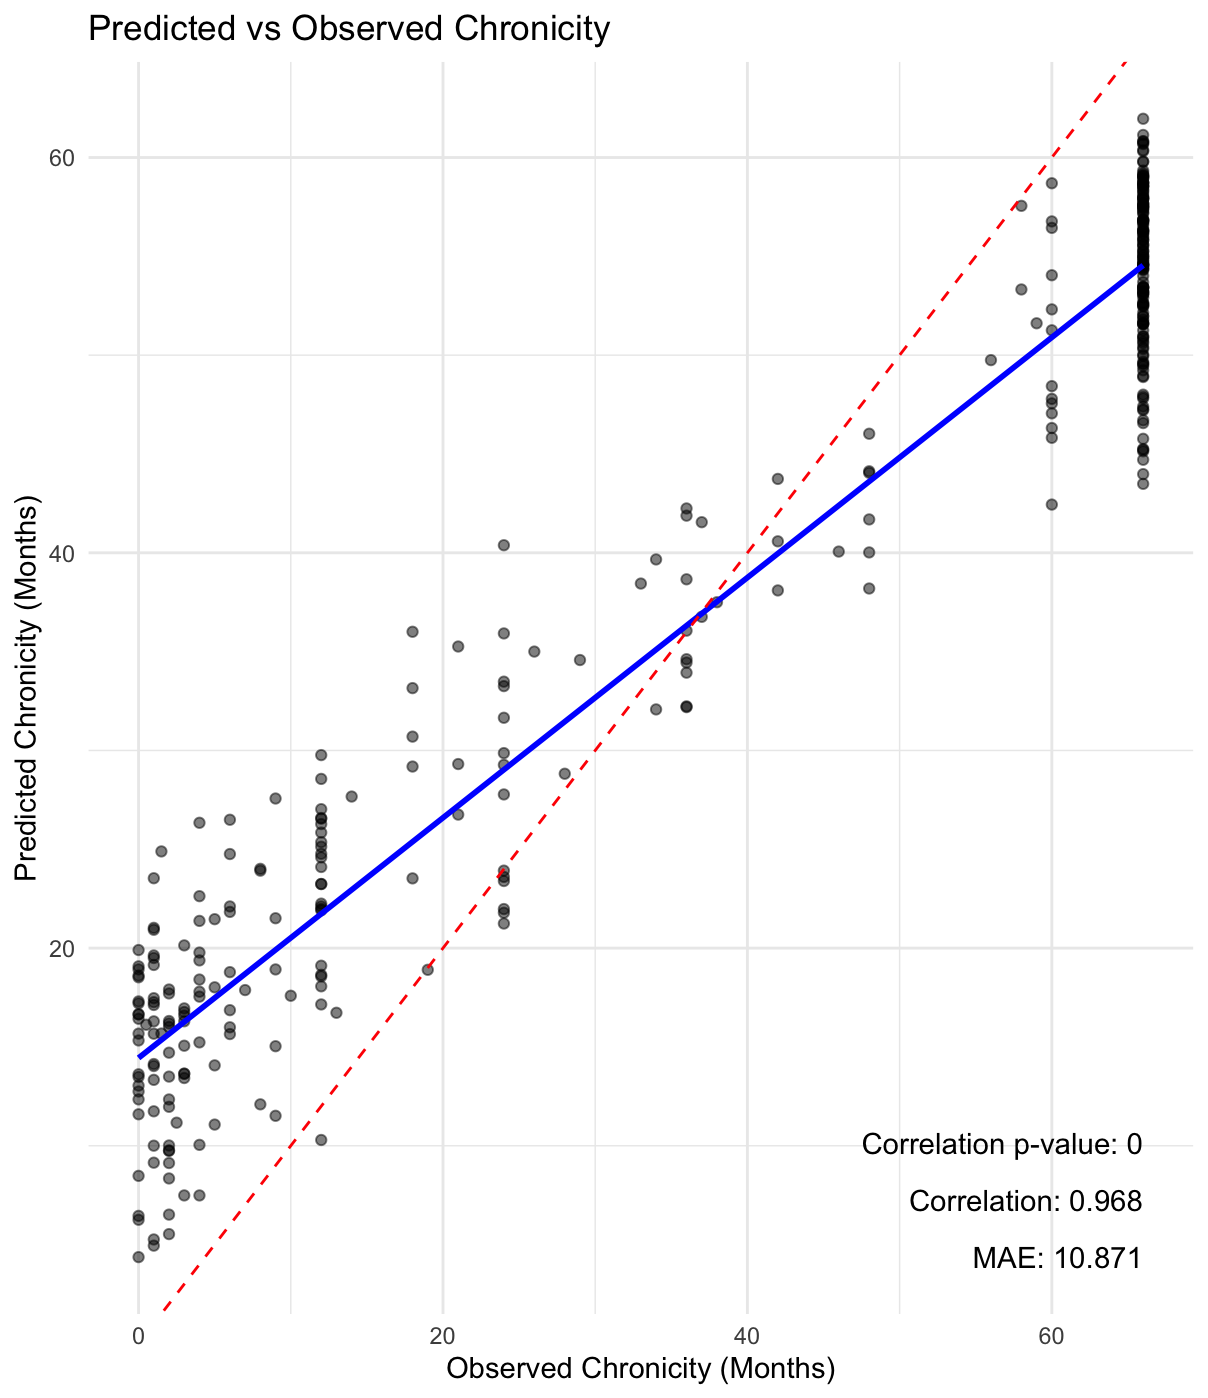 Predicted vs Observed Chronicity
60
40
20
Predicted Chronicity (Months)
Correlation p-value: 0
Correlation: 0.968
MAE: 10.871
0
20
40
60
Observed Chronicity (Months)